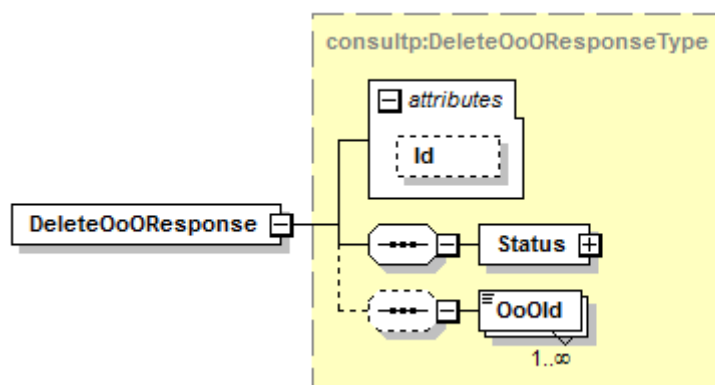 consultp:DeleteOoOResponseType
attributes
Id
DeleteOoOResponse
Status
OoOId
1..∞